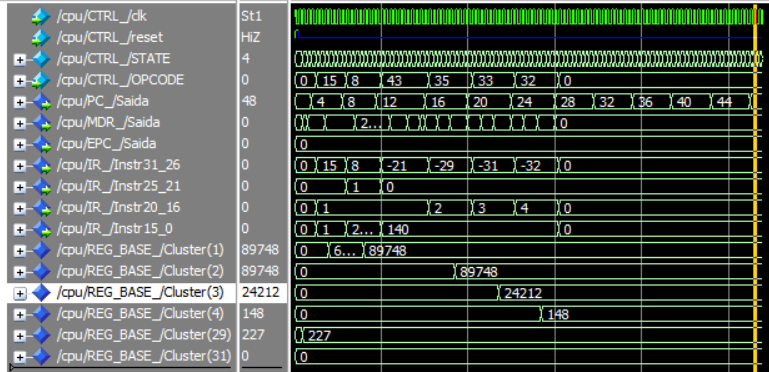 /cpu/CTRL_/clk St1
/cpu/CTRL_/reset HiZ
/cpu/CTRL_/STATE 4
/cpu/CTRL_/OPCODE 0 0 15 8 43 35 33 32 0
/cpu/PC_/Saida 48 4 8 12 16 20 24 28 32 36 40 44
/cpu/MDR_/Saida 0 2... 0
/cpu/EPC_/Saida 0 0
/cpu/IR_/Instr31_26 0 0 15 8 -21 -29 -31 -32 0
/cpu/IR_/Instr25_21 0 0 1 0
/cpu/IR_/Instr20_16 0 0 1 2 3 4 0
/cpu/IR_/Instr15_0 0 0 1 2... 140 0
/cpu/REG_BASE_/Cluster(1) 89748 0 6... 89748
/cpu/REG_BASE_/Cluster(2) 89748 0 89748
/cpu/REG_BASE_/Cluster(3) 24212 0 24212
/cpu/REG_BASE_/Cluster(4) 148 0 148
/cpu/REG_BASE_/Cluster(29) 227 227
/cpu/REG_BASE_/Cluster(31) 0 0